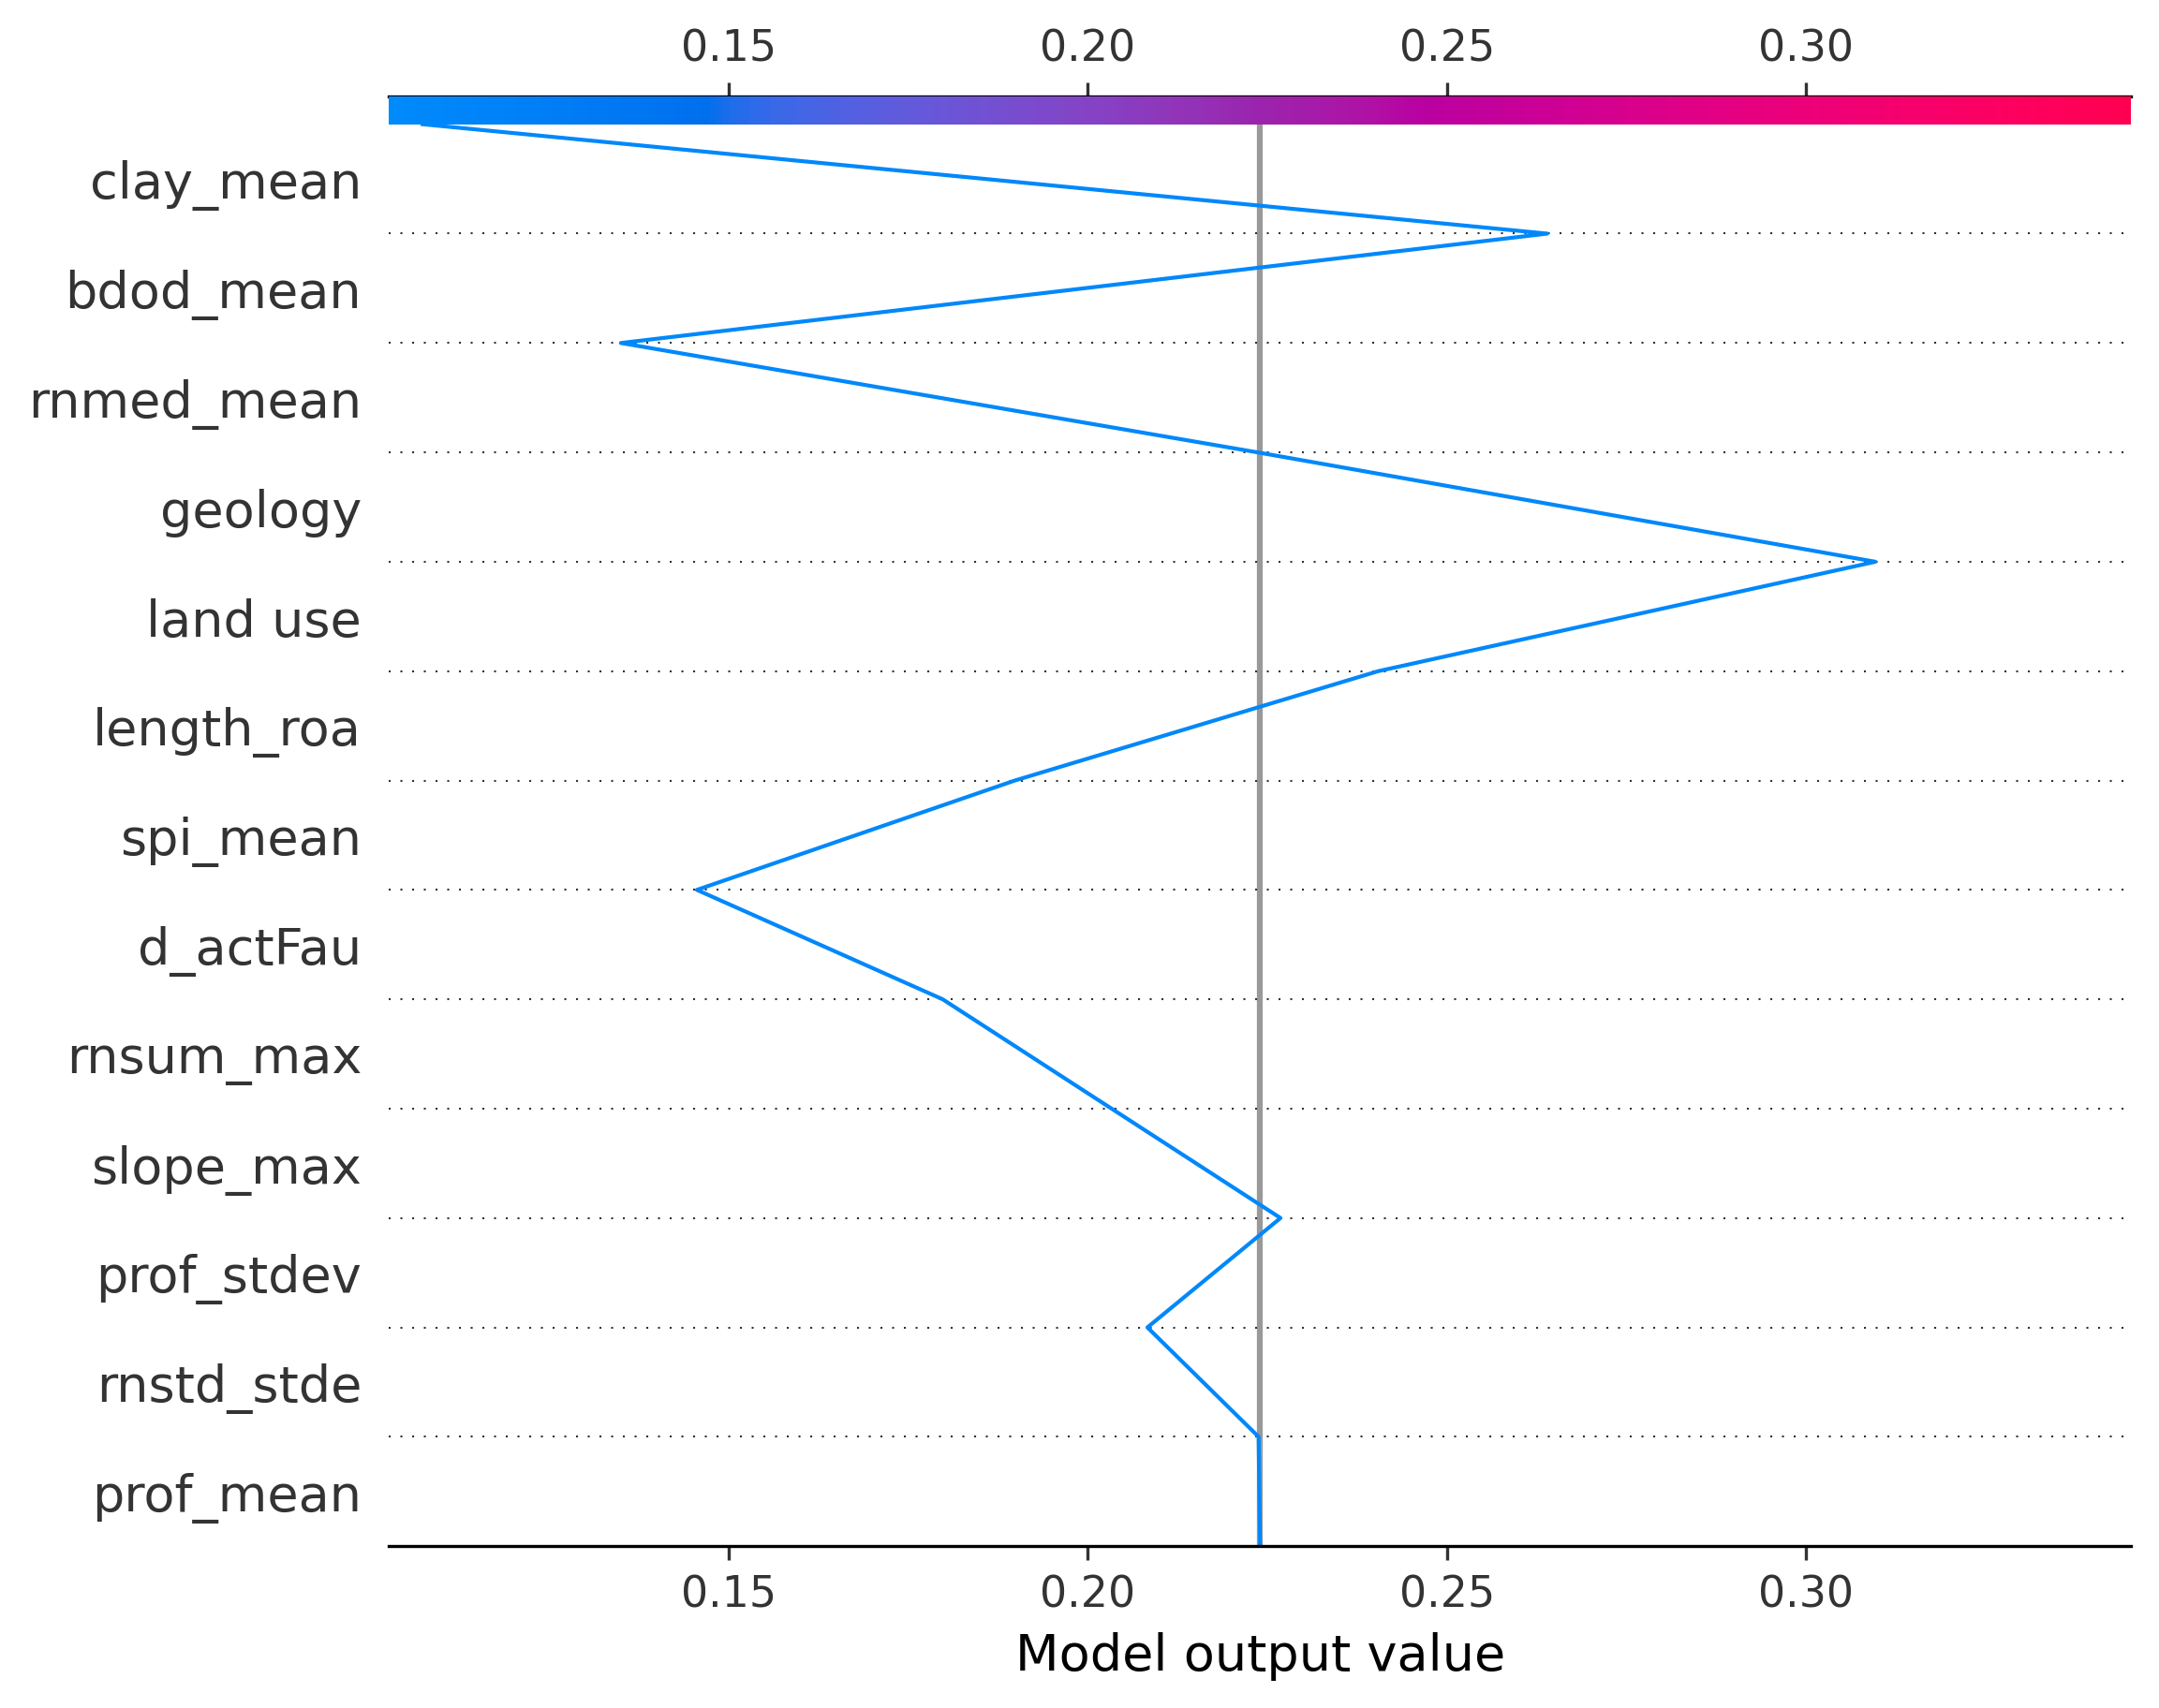 0.15 0.20 0.25 0.30
clay_mean
bdod_mean
rnmed_mean
geology
land use
length_roa
spi_mean
d_actFau
rnsum_max
slope_max
prof_stdev
rnstd_stde
prof_mean
0.15 0.20 0.25 0.30
Model output value